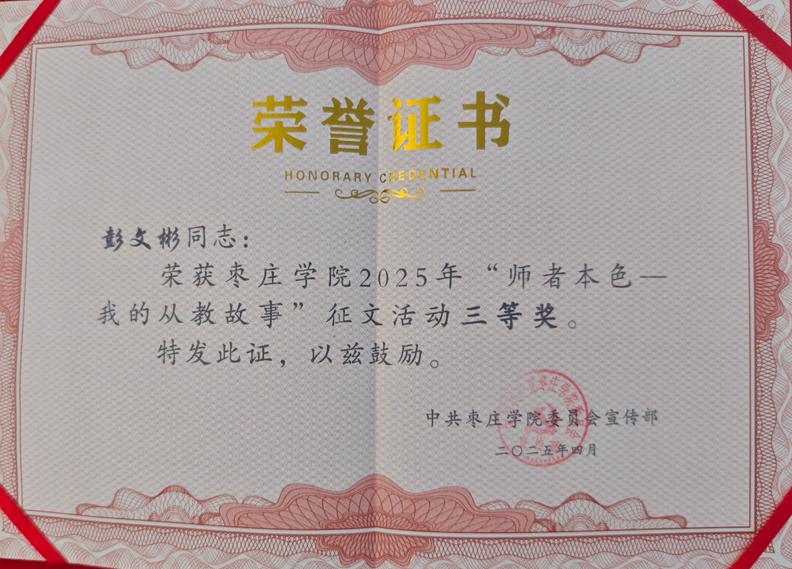 荣誉证书
HONORARY CREDENTIAL
彭文彬同志：
荣获枣庄学院2025年“师者本色—
我的从教故事”征文活动三等奖。
特发此证，以兹鼓励。
中共枣庄学院委员会宣传部
二〇二五年四月